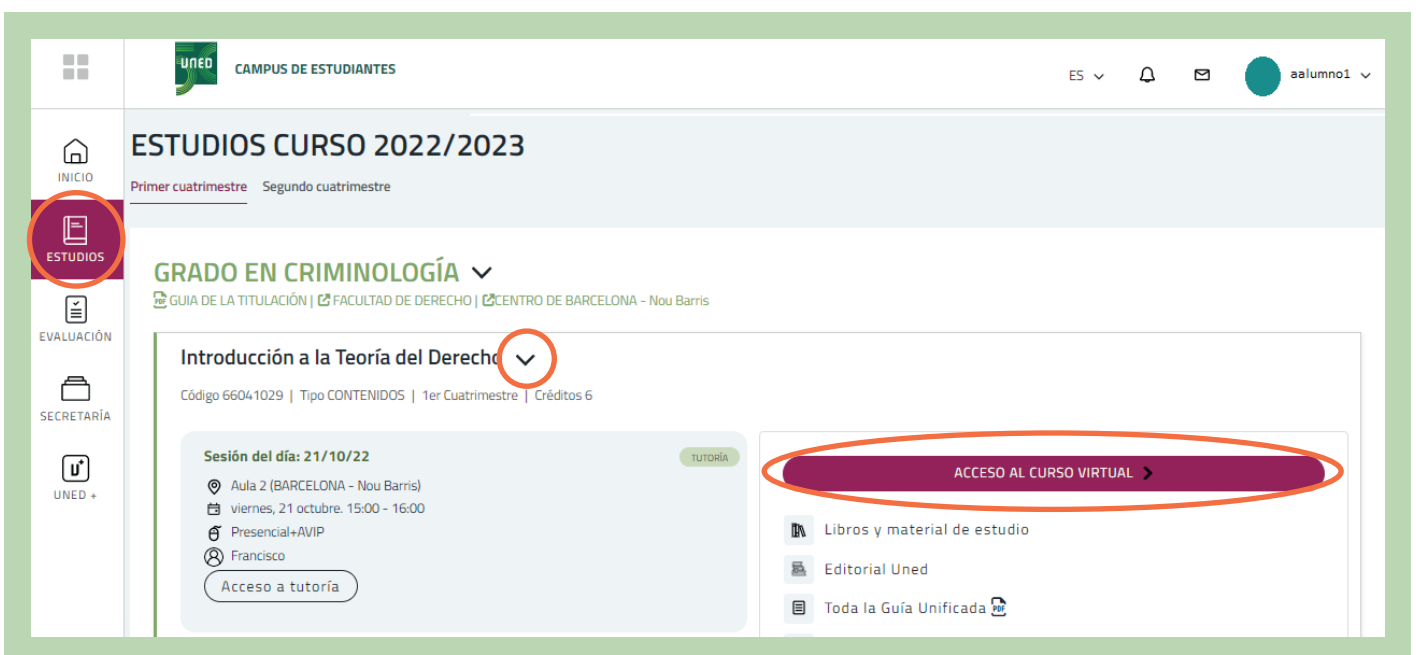 UNED
CAMPUS DE ESTUDIANTES
ES
aalumno1
INICIO
ESTUDIOS
EVALUACIÓN
SECRETARÍA
U+
UNED +
ESTUDIOS CURSO 2022/2023
Primer cuatrimestre Segundo cuatrimestre
GRADO EN CRIMINOLOGÍA
PDF GUIA DE LA TITULACIÓN | FACULTAD DE DERECHO | CENTRO DE BARCELONA - Nou Barris
Introducción a la Teoría del Derecho
Código 66041029 | Tipo CONTENIDOS | 1er Cuatrimestre | Créditos 6
Sesión del día: 21/10/22 TUTORÍA
Aula 2 (BARCELONA - Nou Barris)
viernes, 21 octubre. 15:00 - 16:00
Presencial+AVIP
Francisco
Acceso a tutoría
ACCESO AL CURSO VIRTUAL
Libros y material de estudio
Editorial Uned
Toda la Guía Unificada PDF